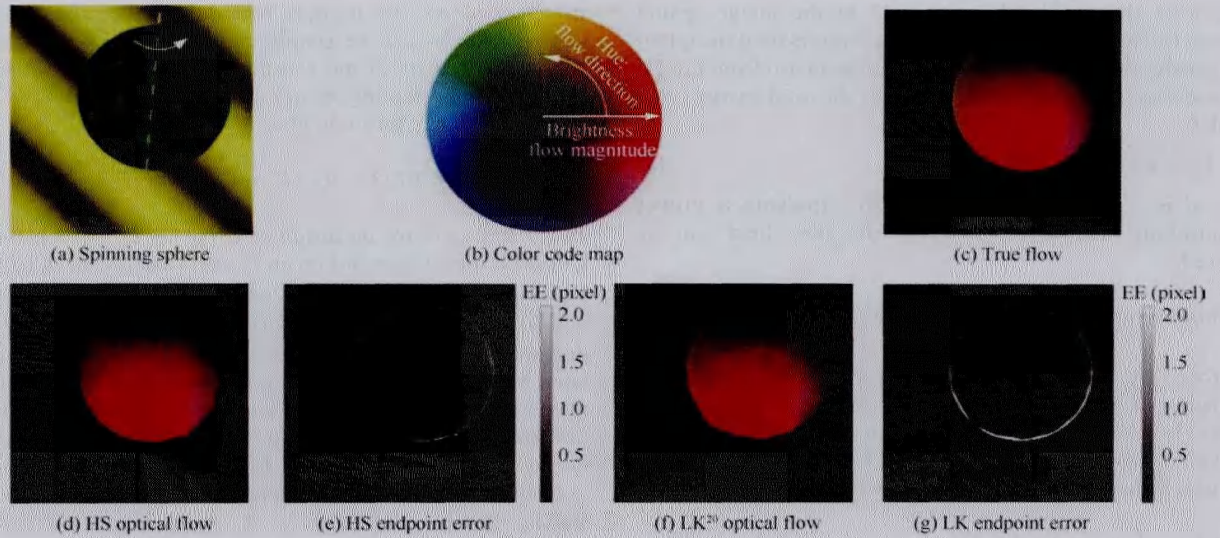 Hue:
flow direction
Brightness
flow magnitude
(a) Spinning sphere
(b) Color code map
(c) True flow
EE (pixel)
2.0
1.5
1.0
0.5
EE (pixel)
2.0
1.5
1.0
0.5
(d) HS optical flow
(e) HS endpoint error
(f) LK²⁰ optical flow
(g) LK endpoint error